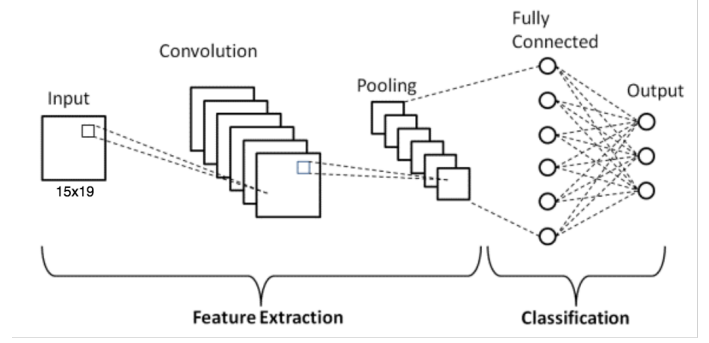 Fully
Connected
Convolution
Pooling
Output
Input
15x19
Feature Extraction
Classification